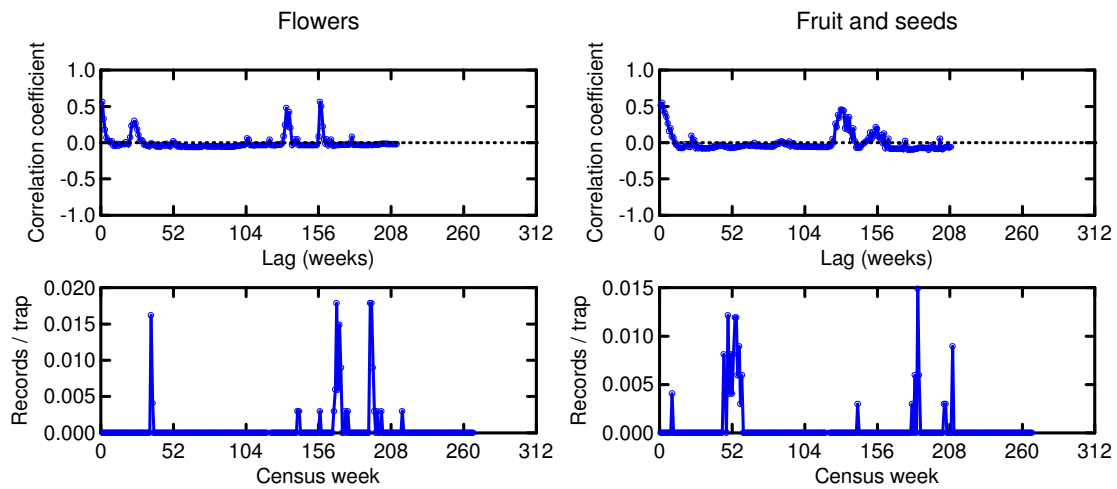 Flowers
Fruit and seeds
Correlation coefficient
1.0
0.5
0.0
-0.5
-1.0
0 52 104 156 208 260 312
Lag (weeks)
Correlation coefficient
1.0
0.5
0.0
-0.5
-1.0
0 52 104 156 208 260 312
Lag (weeks)
Records / trap
0.020
0.015
0.010
0.005
0.000
0 52 104 156 208 260 312
Census week
Records / trap
0.015
0.010
0.005
0.000
0 52 104 156 208 260 312
Census week